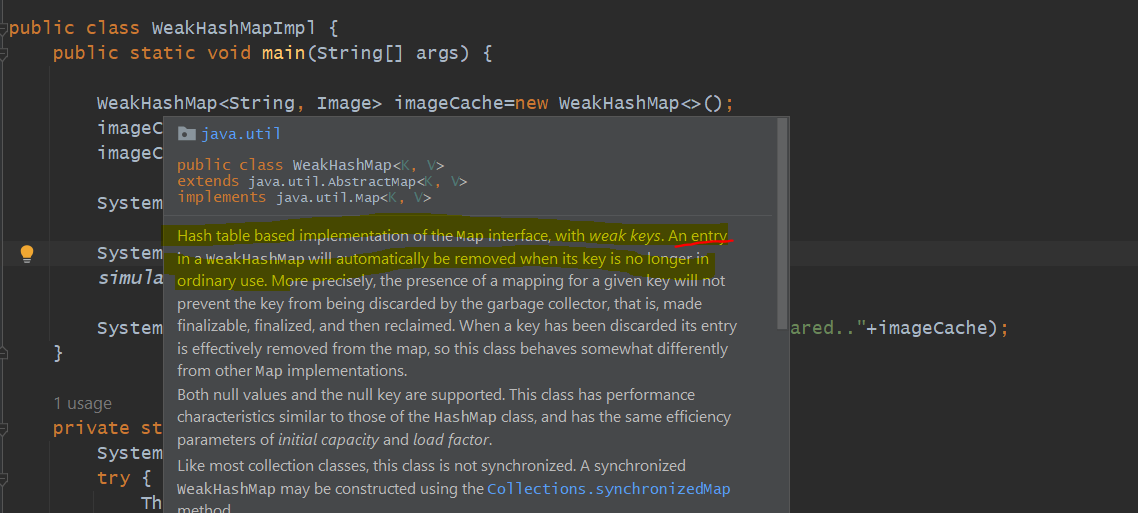 public class WeakHashMapImpl {
public static void main(String[] args) {
WeakHashMap<String, Image> imageCache=new WeakHashMap<>();
imageC
imageC
System
System
simula
System
ared.."+imageCache);
}
1 usage
private st
System
try {
Th
java.util
public class WeakHashMap<K, V>
extends java.util.AbstractMap<K, V>
implements java.util.Map<K, V>
Hash table based implementation of the Map interface, with weak keys. An entry
in a WeakHashMap will automatically be removed when its key is no longer in
ordinary use. More precisely, the presence of a mapping for a given key will not
prevent the key from being discarded by the garbage collector, that is, made
finalizable, finalized, and then reclaimed. When a key has been discarded its entry
is effectively removed from the map, so this class behaves somewhat differently
from other Map implementations.
Both null values and the null key are supported. This class has performance
characteristics similar to those of the HashMap class, and has the same efficiency
parameters of initial capacity and load factor.
Like most collection classes, this class is not synchronized. A synchronized
WeakHashMap may be constructed using the Collections.synchronizedMap
method.